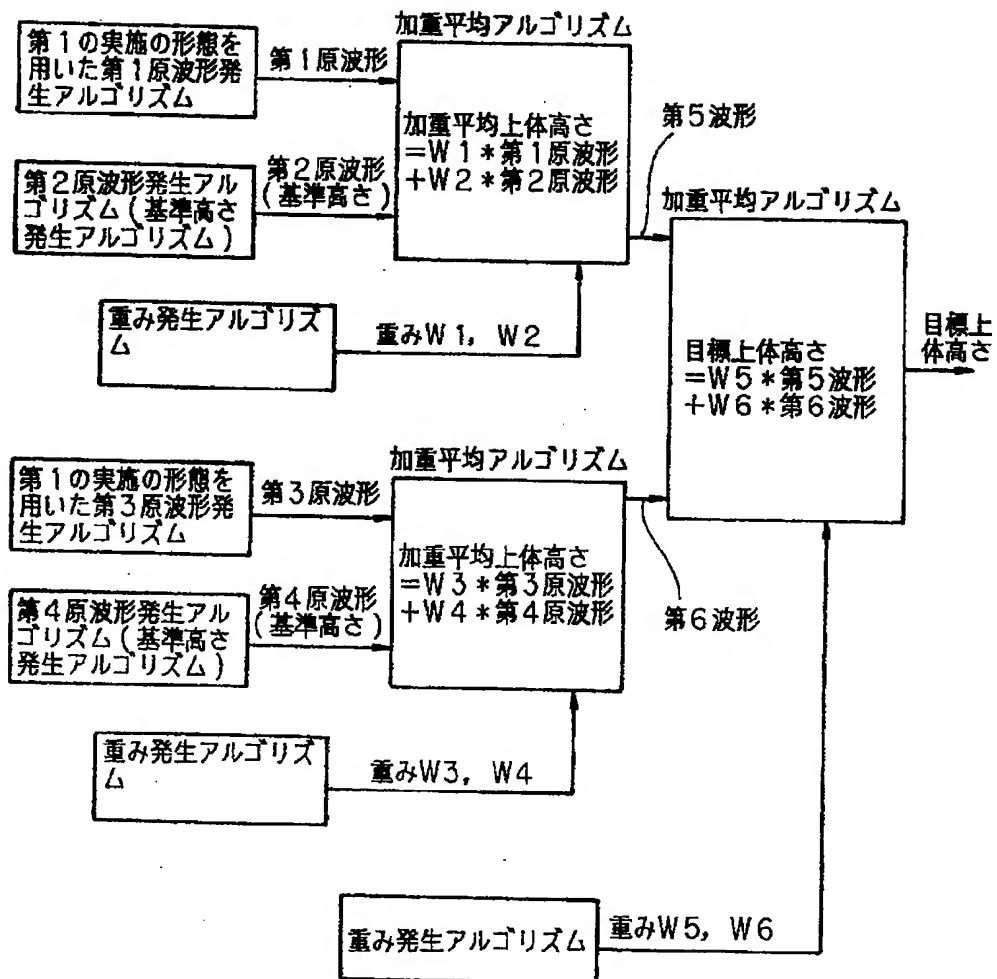 加重平均アルゴリズム
第1の実施の形態を
用いた第1原波形発
生アルゴリズム
第1原波形
加重平均上体高さ
=W1*第1原波形
+W2*第2原波形
第2原波形発生アル
ゴリズム(基準高さ
発生アルゴリズム)
第2原波形
(基準高さ)
重み発生アルゴリズ
ム
重みW1, W2
第5波形
加重平均アルゴリズム
目標上体高さ
=W5*第5波形
+W6*第6波形
目標上
体高さ
加重平均アルゴリズム
第1の実施の形態を
用いた第3原波形発
生アルゴリズム
第3原波形
加重平均上体高さ
=W3*第3原波形
+W4*第4原波形
第4原波形発生アル
ゴリズム(基準高さ
発生アルゴリズム)
第4原波形
(基準高さ)
第6波形
重み発生アルゴリズ
ム
重みW3, W4
重み発生アルゴリズム
重みW5, W6